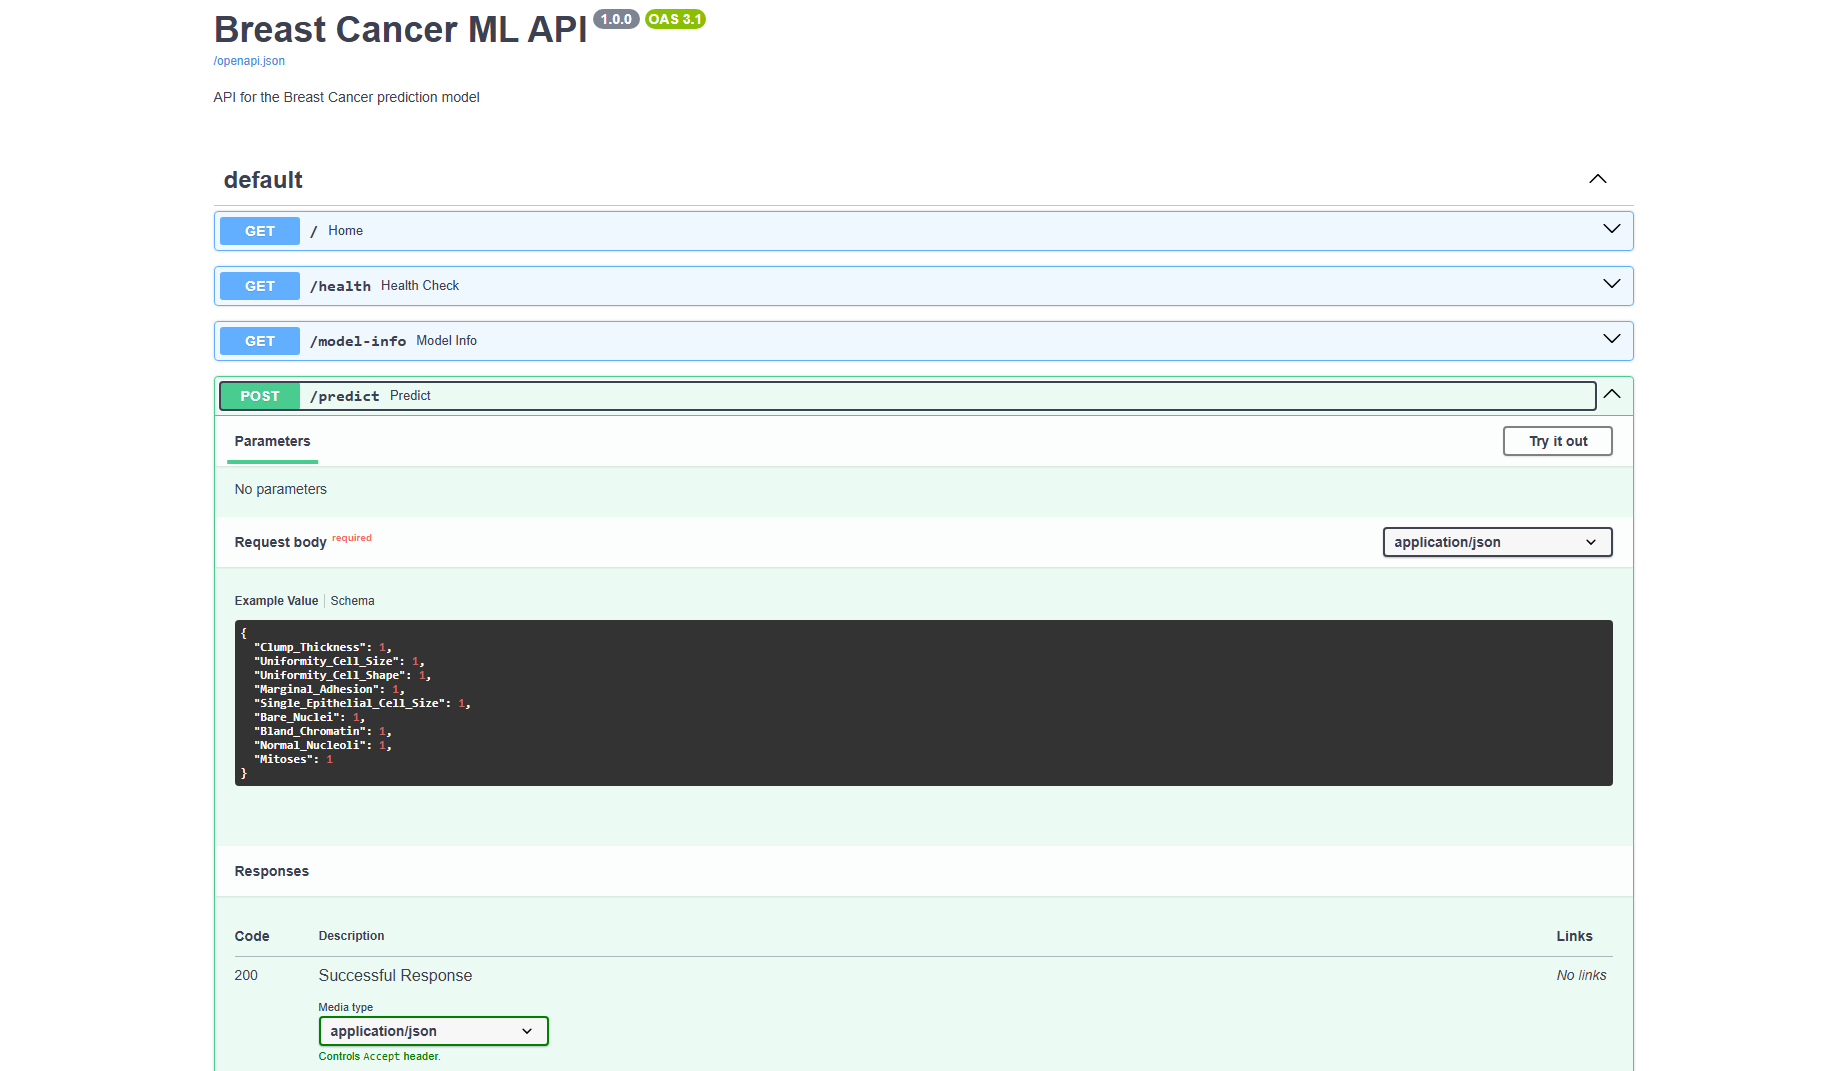 Breast Cancer ML API 1.0.0 OAS 3.1
/openapi.json
API for the Breast Cancer prediction model
default
GET / Home
GET /health Health Check
GET /model-info Model Info
POST /predict Predict
Parameters Try it out
No parameters
Request body required application/json
Example Value Schema
{
"Clump_Thickness": 1,
"Uniformity_Cell_Size": 1,
"Uniformity_Cell_Shape": 1,
"Marginal_Adhesion": 1,
"Single_Epithelial_Cell_Size": 1,
"Bare_Nuclei": 1,
"Bland_Chromatin": 1,
"Normal_Nucleoli": 1,
"Mitoses": 1
}
Responses
Code Description Links
200 Successful Response No links
Media type
application/json
Controls Accept header.